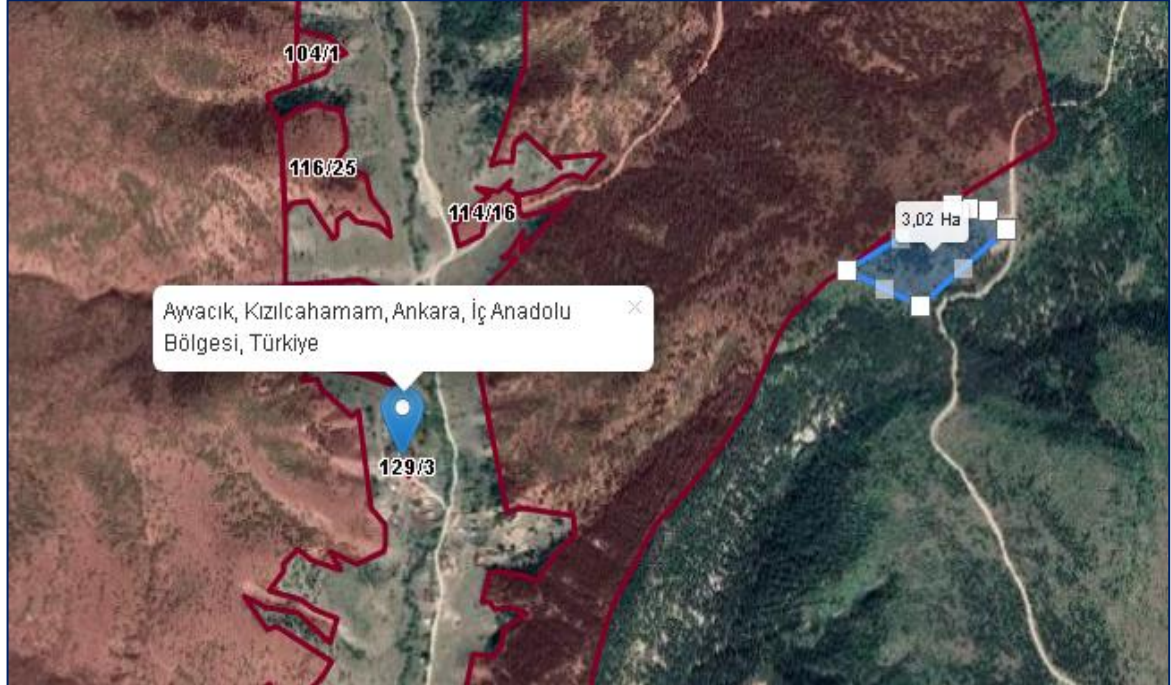 104/1
116/25
114/16
3,02 Ha
Ayvacık, Kızılcahamam, Ankara, İç Anadolu
Bölgesi, Türkiye
×
129/3